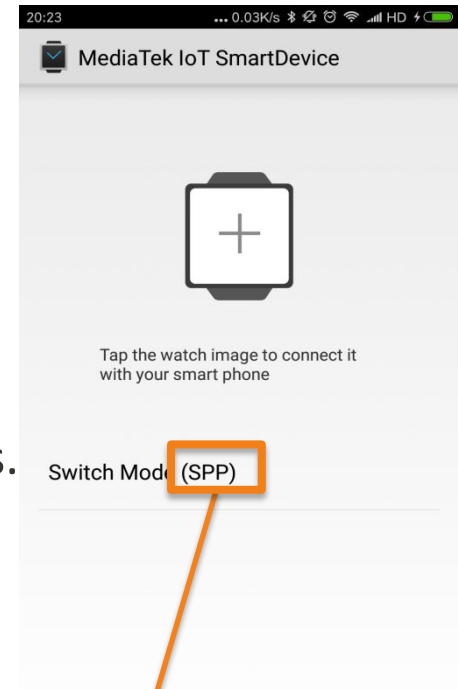 20:23 ... 0.03K/s HD
MediaTek IoT SmartDevice
Tap the watch image to connect it
with your smart phone
s.
Switch Mode (SPP)